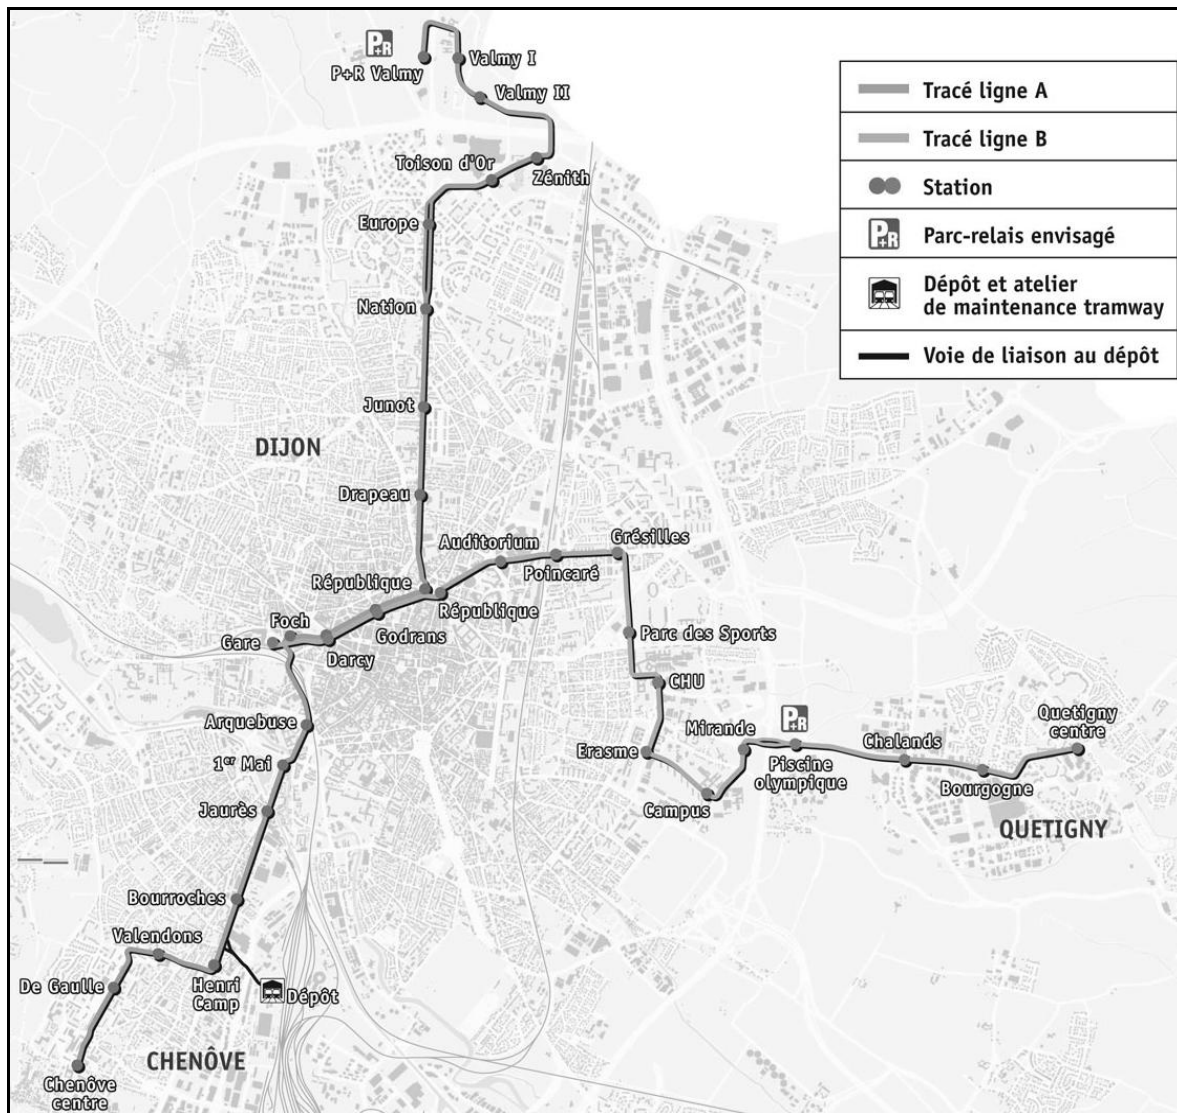 P+R
P+R Valmy
Valmy I
Valmy II
Toison d'Or
Zénith
Europe
Nation
Junot
DIJON
Drapeau
Auditorium
Grésilles
Poincaré
République
République
Foch
Gare
Godrans
Darcy
Parc des Sports
CHU
Arquebuse
P+R
Quetigny
centre
Mirande
Chalands
Erasme
1er Mai
Piscine
olympique
Bourgogne
Jaurès
Campus
QUETIGNY
Bourroches
Valendons
De Gaulle
Henri
Camp
Dépôt
CHENÔVE
Chenôve
centre
Tracé ligne A
Tracé ligne B
Station
P+R
Parc-relais envisagé
Dépôt et atelier
de maintenance tramway
Voie de liaison au dépôt